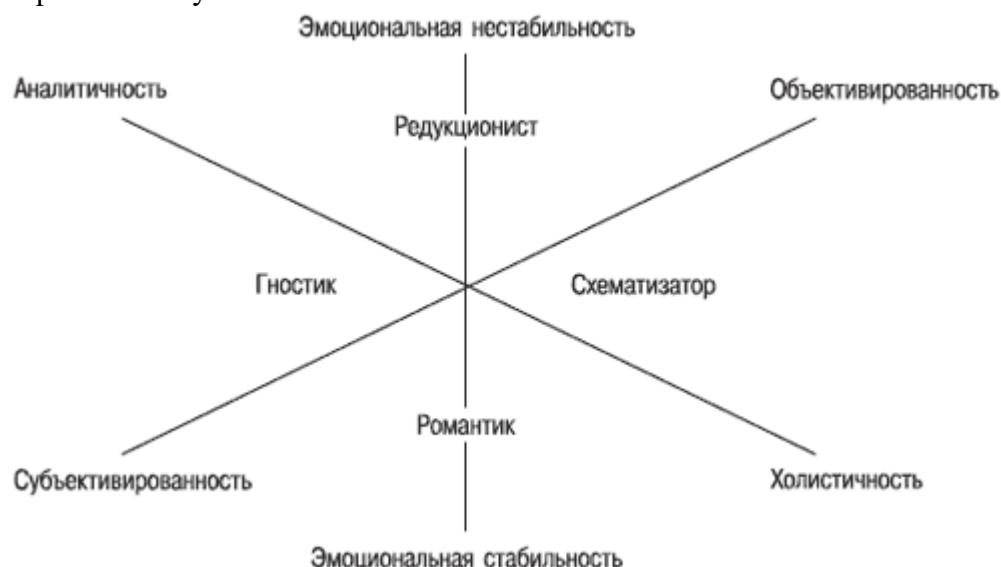 Эмоциональная нестабильность
Аналитичность
Объективированность
Редукционист
Гностик
Схематизатор
Романтик
Субъективированность
Холистичность
Эмоциональная стабильность